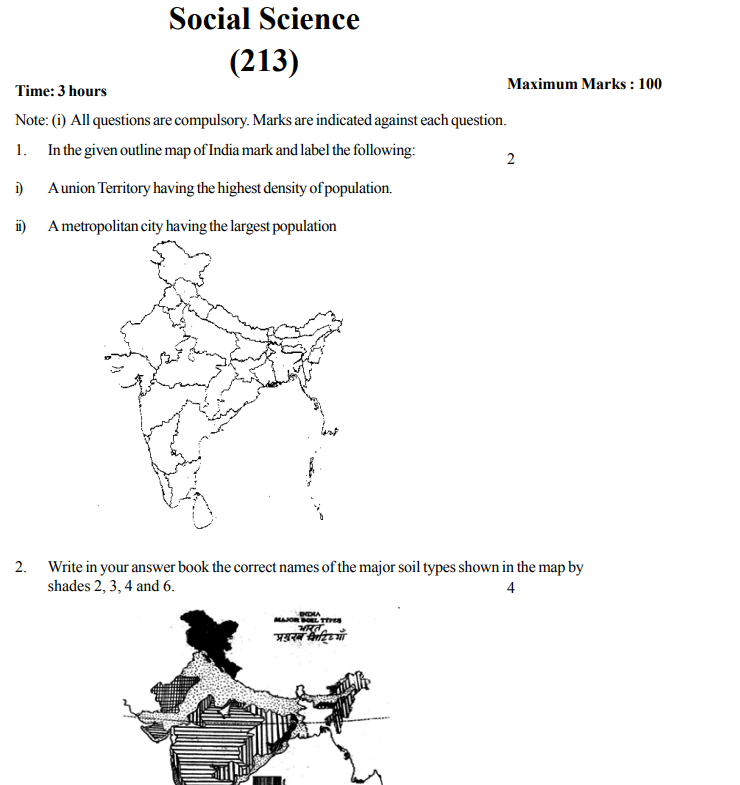 Social Science
(213)
Time: 3 hours
Maximum Marks : 100
Note: (i) All questions are compulsory. Marks are indicated against each question.
1. In the given outline map of India mark and label the following:
2
i) A union Territory having the highest density of population.
ii) A metropolitan city having the largest population
2. Write in your answer book the correct names of the major soil types shown in the map by
shades 2, 3, 4 and 6.
4
INDIA
MAJOR SOIL TYPES
भारत
प्रमुख मिट्टियाँ